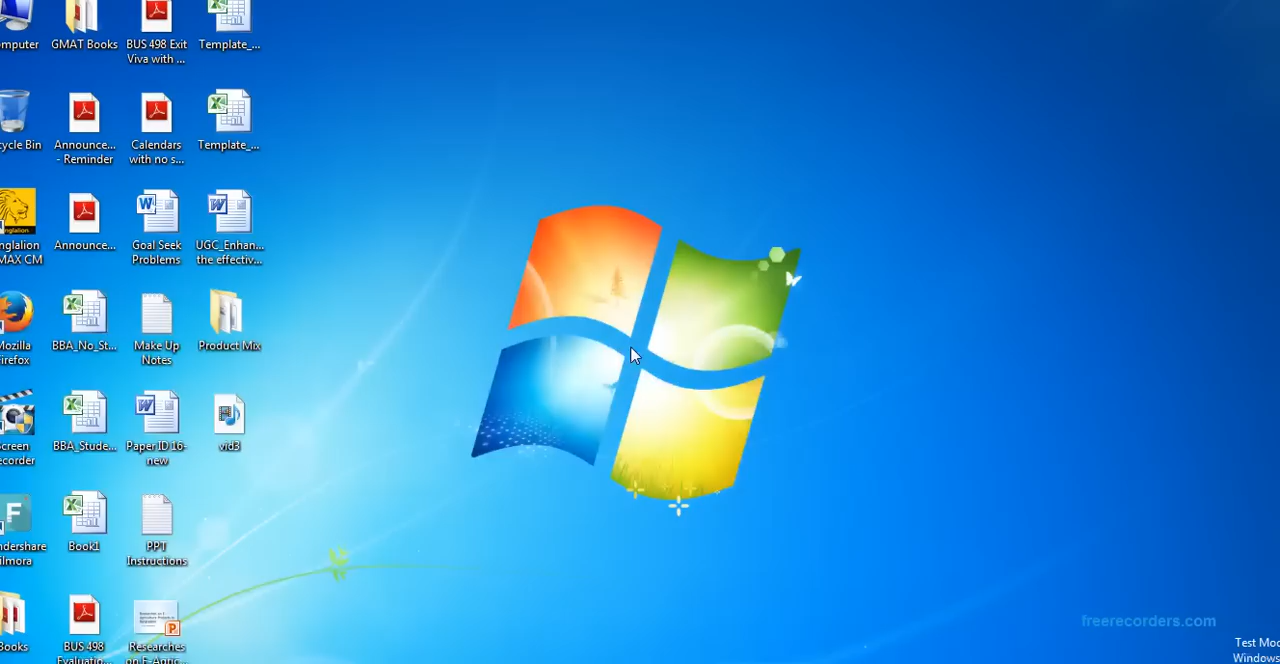 mputer
GMAT Books
BUS 498 Exit
Viva with ...
Template_...
cycle Bin
Announce...
- Reminder
Calendars
with no s...
Template_...
nglalion
MAX CM
Announce...
Goal Seek
Problems
UGC_Enhan...
the effectiv...
Mozilla
Firefox
BBA_No_St...
Make Up
Notes
Product Mix
Screen
ecorder
BBA_Stude...
Paper ID 16-
new
vid3
ndershare
ilmora
Book1
PPT
Instructions
Books
BUS 498
Evaluatio...
Researches
on E-Agric...
freerecorders.com
Test Mod
Windows